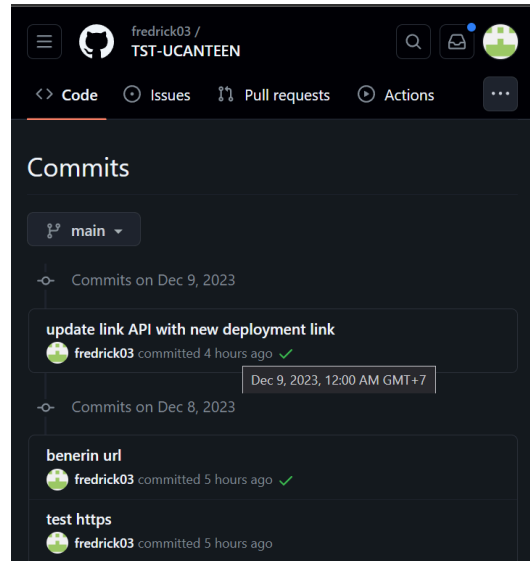 fredrick03 /
TST-UCANTEEN
Code Issues Pull requests Actions
Commits
main
Commits on Dec 9, 2023
update link API with new deployment link
fredrick03 committed 4 hours ago
Dec 9, 2023, 12:00 AM GMT+7
Commits on Dec 8, 2023
benerin url
fredrick03 committed 5 hours ago
test https
fredrick03 committed 5 hours ago